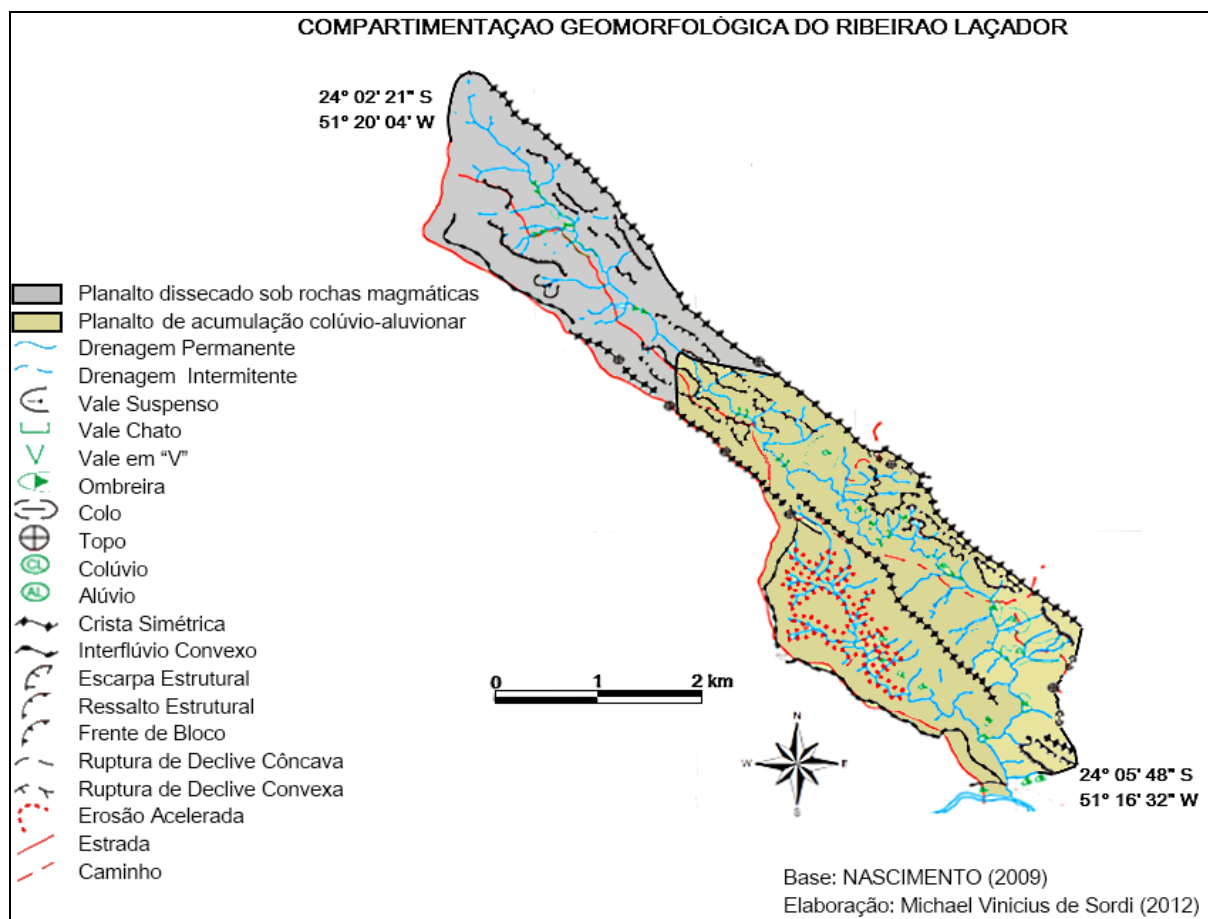 COMPARTIMENTAÇAO GEOMORFOLÓGICA DO RIBEIRAO LAÇADOR
24° 02' 21" S
51° 20' 04' W
Planalto dissecado sob rochas magmáticas
Planalto de acumulação colúvio-aluvionar
Drenagem Permanente
Drenagem Intermitente
Vale Suspenso
Vale Chato
Vale em “V”
Ombreira
Colo
Topo
CL Colúvio
AL Alúvio
Crista Simétrica
Interflúvio Convexo
Escarpa Estrutural
Ressalto Estrutural
Frente de Bloco
Ruptura de Declive Côncava
Ruptura de Declive Convexa
Erosão Acelerada
Estrada
Caminho
0 1 2 km
N
W E
S
24° 05' 48" S
51° 16' 32" W
Base: NASCIMENTO (2009)
Elaboração: Michael Vinicius de Sordi (2012)